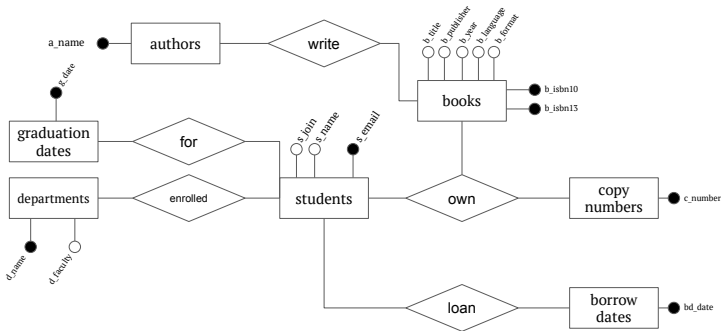 b_title
b_publisher
b_year
b_language
b_format
a_name
authors
write
g_date
books
b_isbn10
b_isbn13
graduation
dates
for
s_join
s_name
s_email
departments
enrolled
students
own
copy
numbers
c_number
d_name
d_faculty
loan
borrow
dates
bd_date